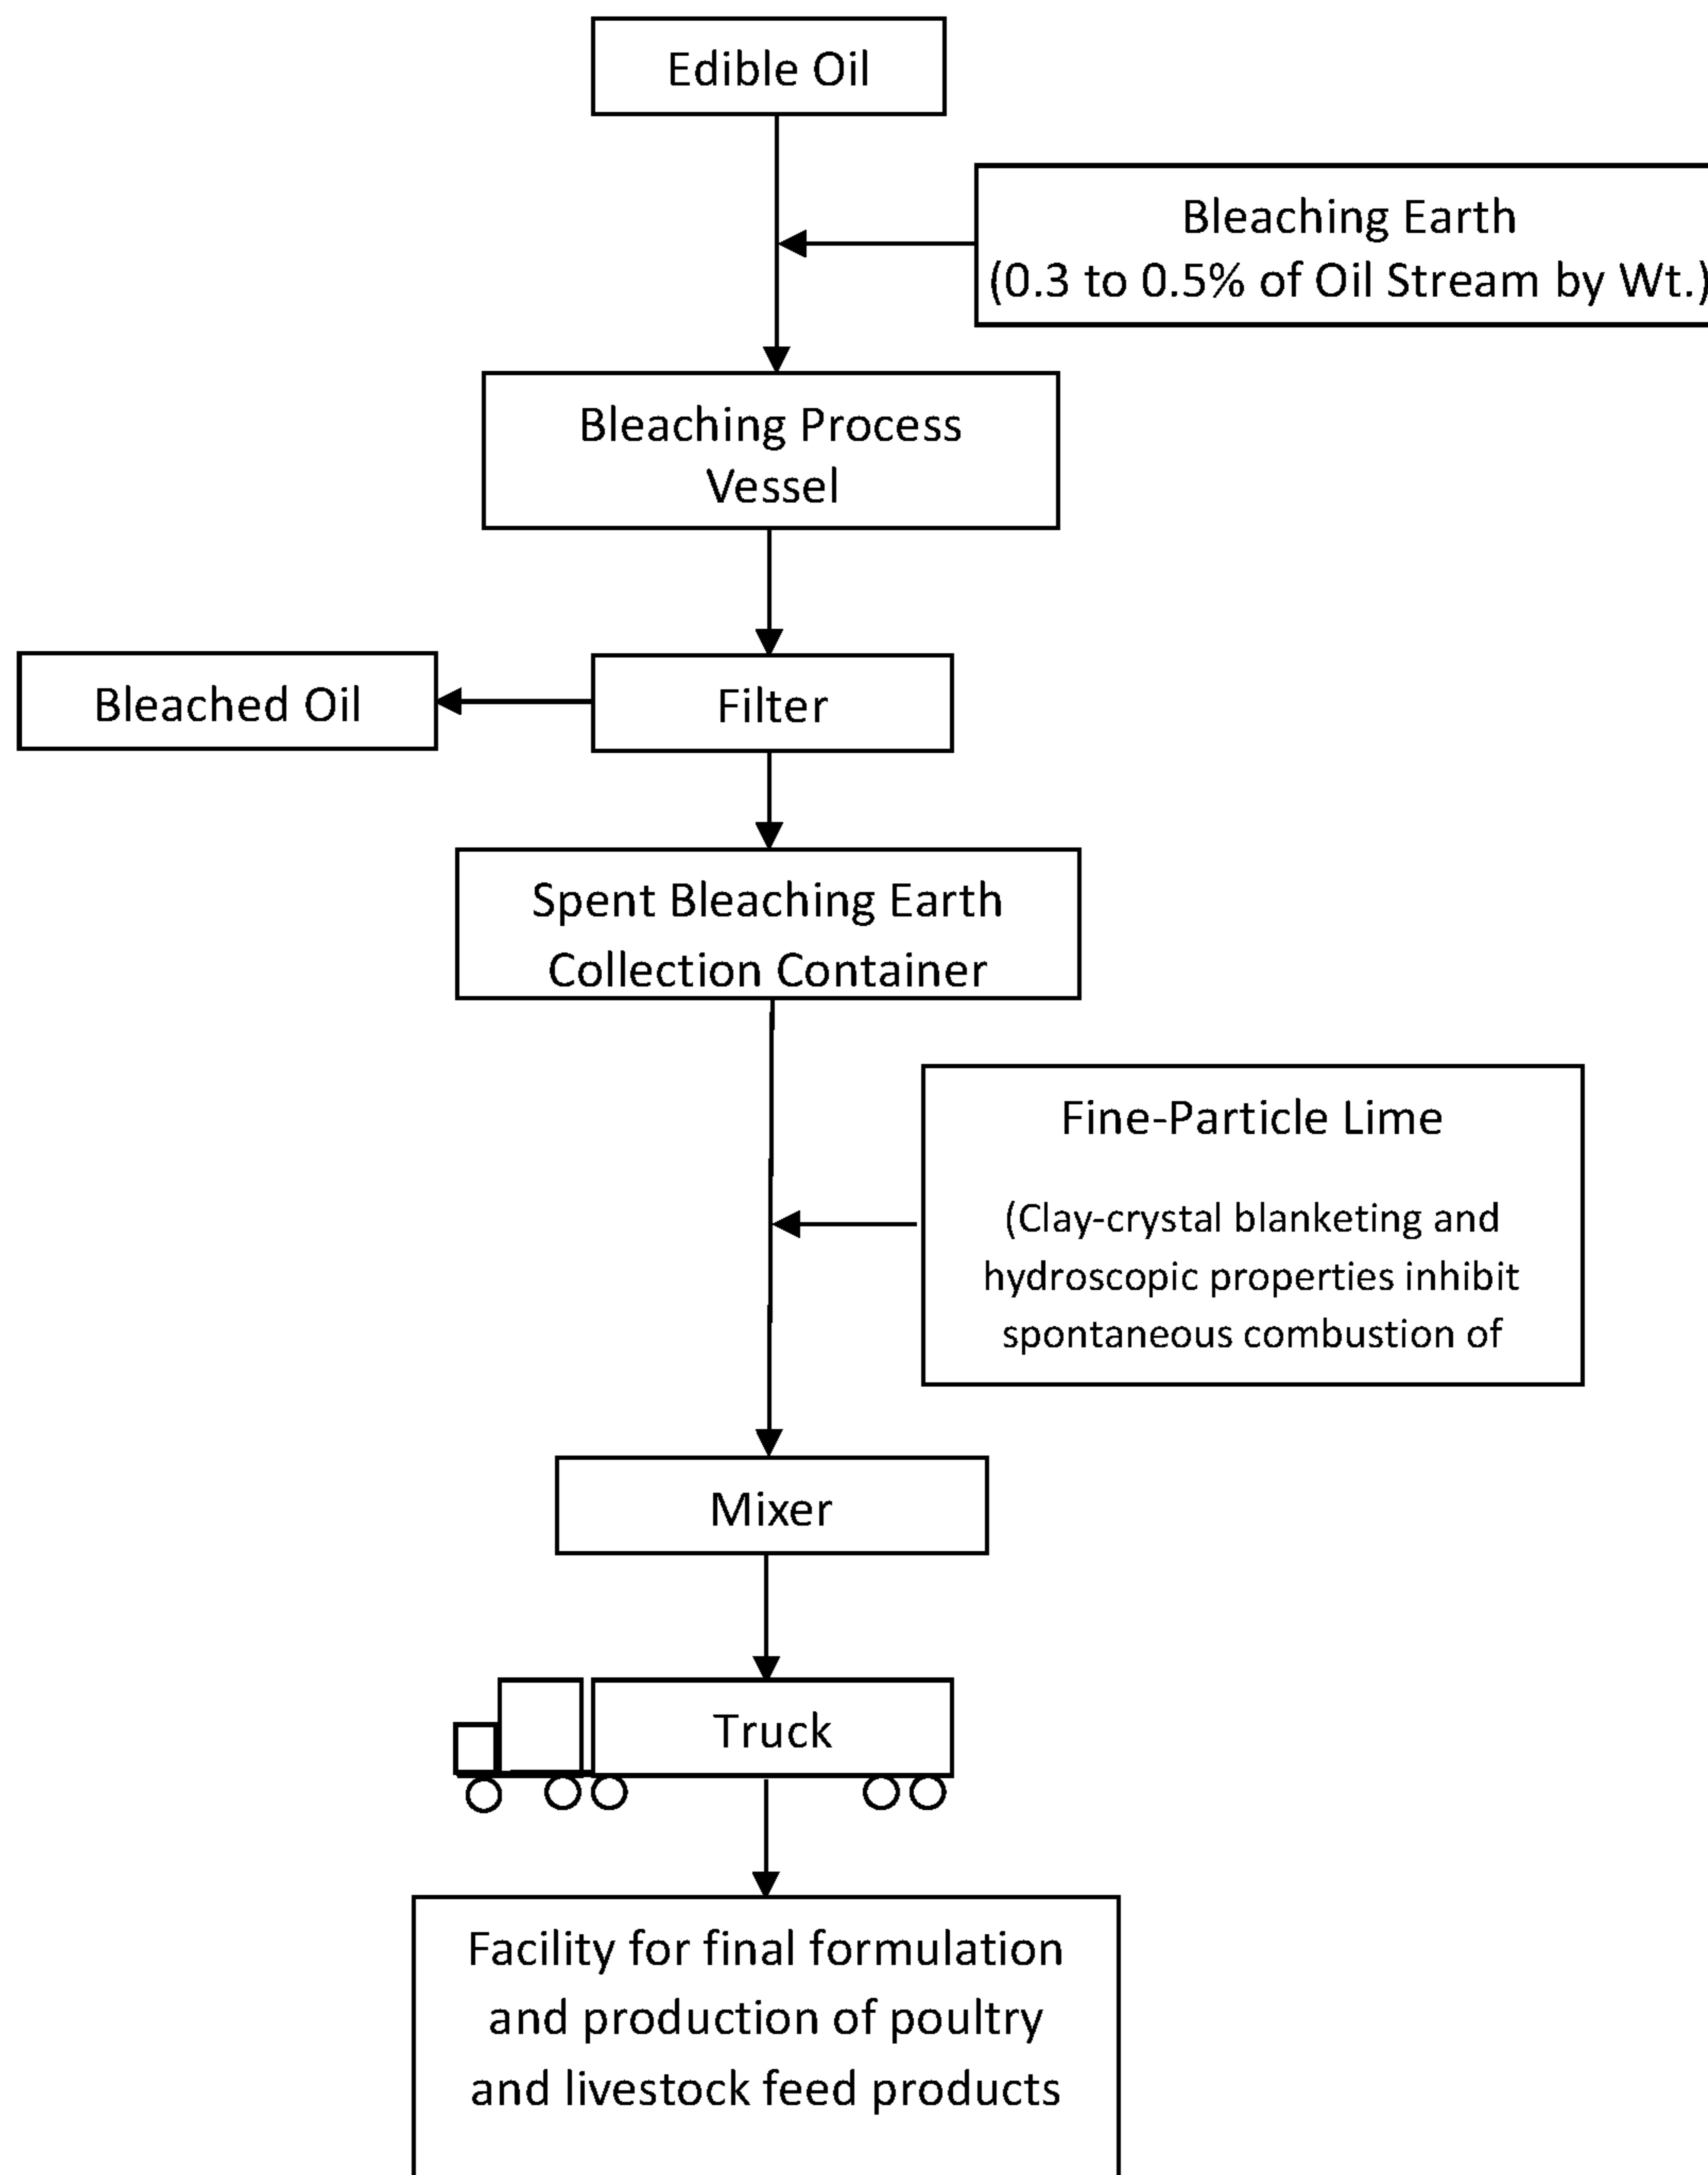 Edible Oil
Bleaching Earth
(0.3 to 0.5% of Oil Stream by Wt.)
Bleaching Process
Vessel
Bleached Oil
Filter
Spent Bleaching Earth
Collection Container
Fine-Particle Lime
(Clay-crystal blanketing and
hydroscopic properties inhibit
spontaneous combustion of
Mixer
Truck
Facility for final formulation
and production of poultry
and livestock feed products